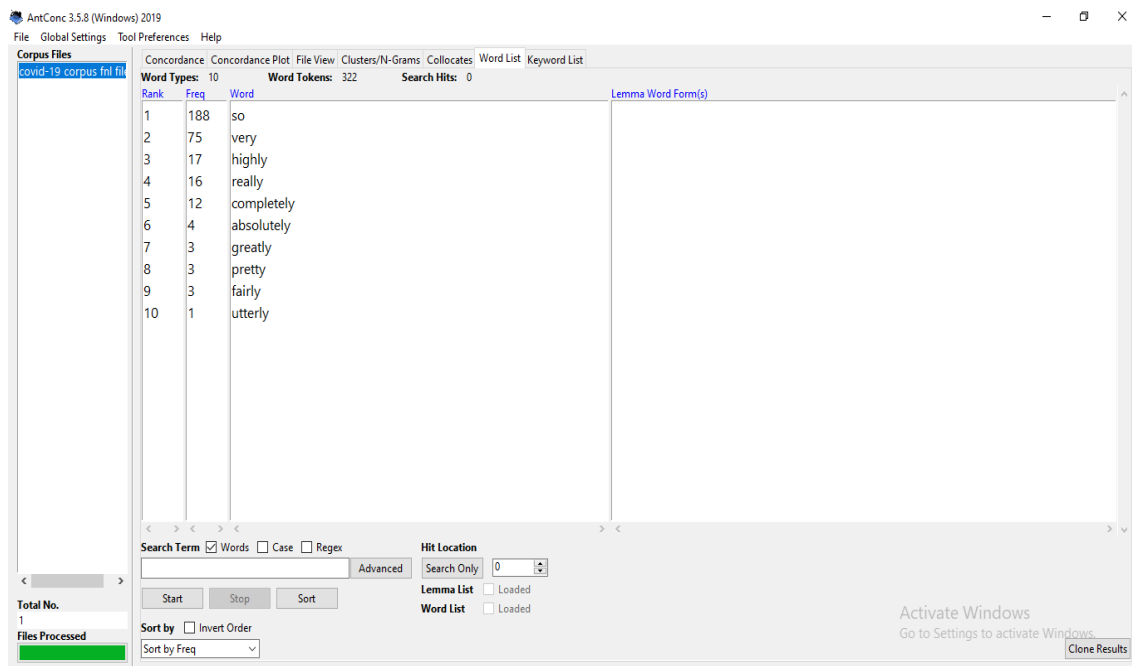 AntConc 3.5.8 (Windows) 2019
File Global Settings Tool Preferences Help
Corpus Files
covid-19 corpus fnl file
Concordance Concordance Plot File View Clusters/N-Grams Collocates Word List Keyword List
Word Types: 10 Word Tokens: 322 Search Hits: 0
Rank Freq Word Lemma Word Form(s)
1 188 so
2 75 very
3 17 highly
4 16 really
5 12 completely
6 4 absolutely
7 3 greatly
8 3 pretty
9 3 fairly
10 1 utterly
Search Term Words Case Regex Hit Location
Advanced Search Only 0
Lemma List Loaded
Start Stop Sort
Word List Loaded
Total No.
1
Files Processed
Sort by Invert Order
Sort by Freq
Activate Windows
Go to Settings to activate Windows.
Clone Results